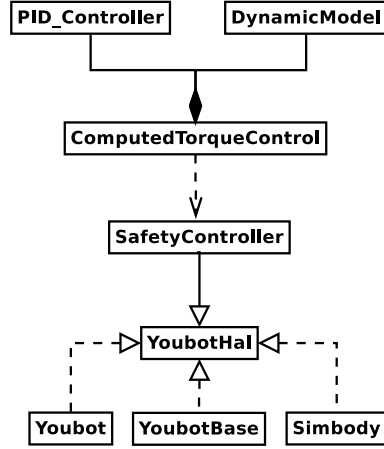 PID_Controller
DynamicModel
ComputedTorqueControl
SafetyController
YoubotHal
Youbot
YoubotBase
Simbody